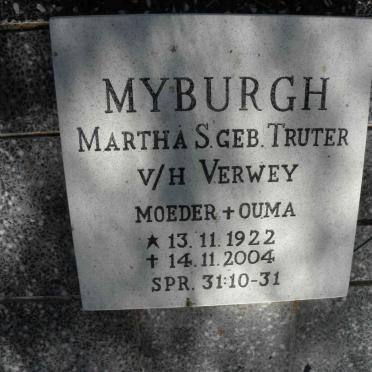 MYBURGH
MARTHA S. GEB. TRUTER
V/H VERWEY
MOEDER + OUMA
★ 13.11.1922
✝ 14.11.2004
SPR. 31:10-31